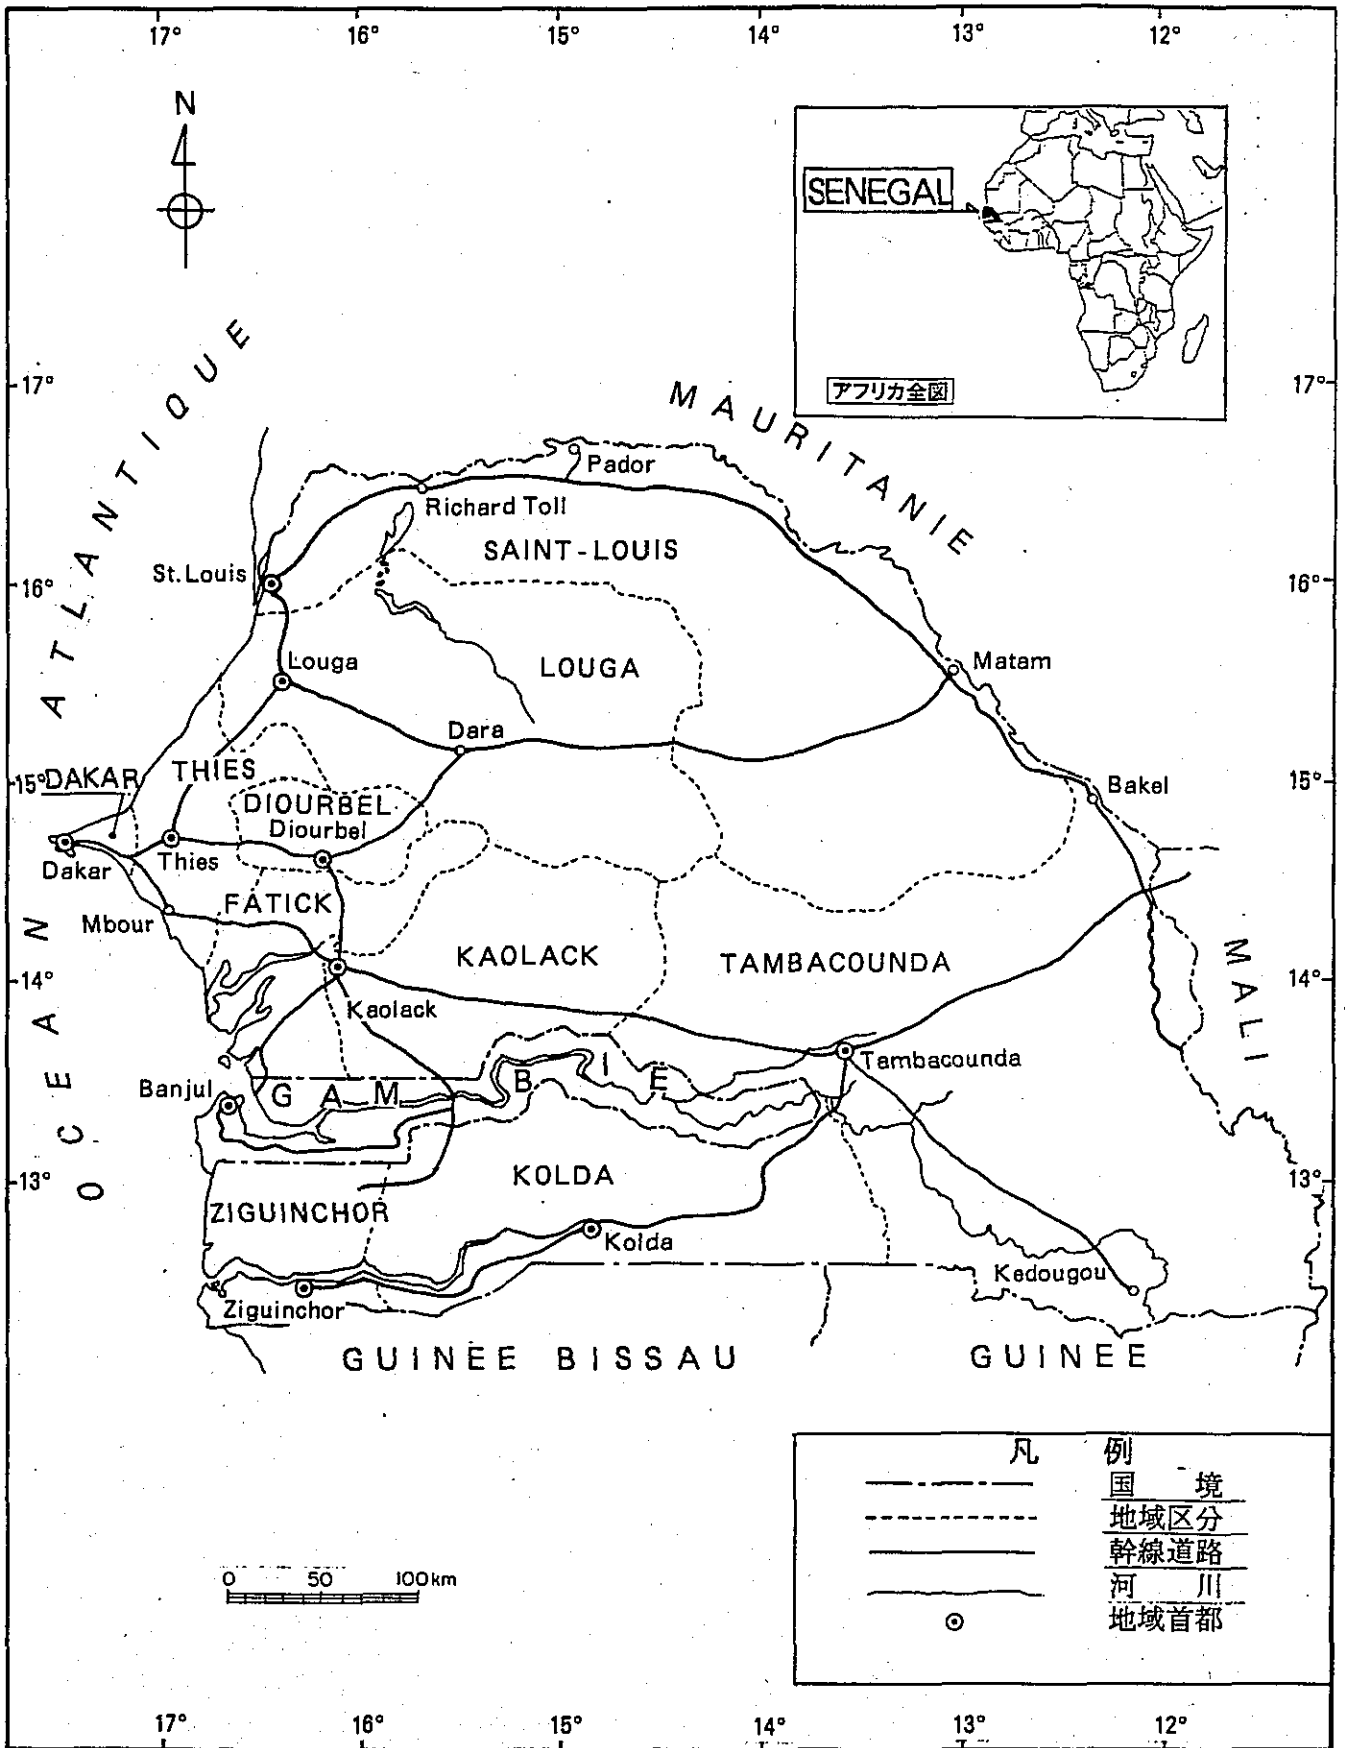 17° 16° 15° 14° 13° 12°
N
SENEGAL
アフリカ全図
17° 17°
OCEAN ATLANTIQUE
MAURITANIE
Pador
Richard Toll
SAINT-LOUIS
St.Louis
16° 16°
Louga
LOUGA
Matam
Dara
15° DAKAR THIES 15°
Bakel
DIOURBEL
Diourbel
Dakar Thies
FATICK
Mbour
KAOLACK TAMBACOUNDA
MALI
14° 14°
Kaolack
Tambacounda
Banjul
GAMBIE
13° 13°
KOLDA
ZIGUINCHOR
Kolda
Kedougou
Ziguinchor
GUINEE BISSAU GUINEE
凡 例
国 境
地域区分
幹線道路
河 川
地域首都
0 50 100km
17° 16° 15° 14° 13° 12°